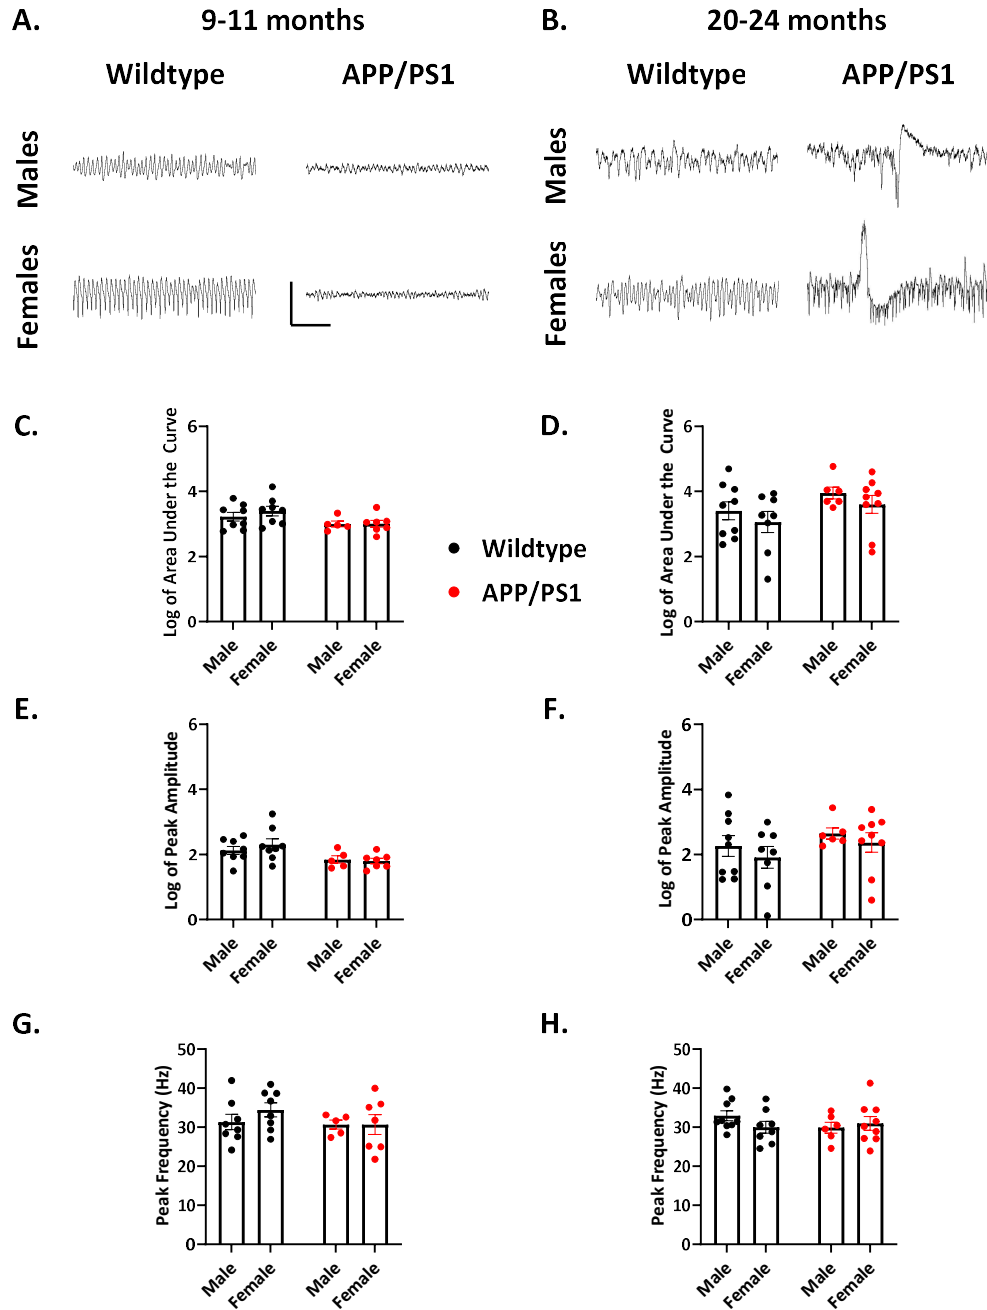 A. 9-11 months
B. 20-24 months
Wildtype APP/PS1
Wildtype APP/PS1
Males
Females
Males
Females
C.
Log of Area Under the Curve
6
4
2
0
Male Female Male Female
Wildtype
APP/PS1
D.
Log of Area Under the Curve
6
4
2
0
Male Female Male Female
E.
Log of Peak Amplitude
6
4
2
0
Male Female Male Female
F.
Log of Peak Amplitude
6
4
2
0
Male Female Male Female
G.
Peak Frequency (Hz)
50
40
30
20
10
0
Male Female Male Female
H.
Peak Frequency (Hz)
50
40
30
20
10
0
Male Female Male Female